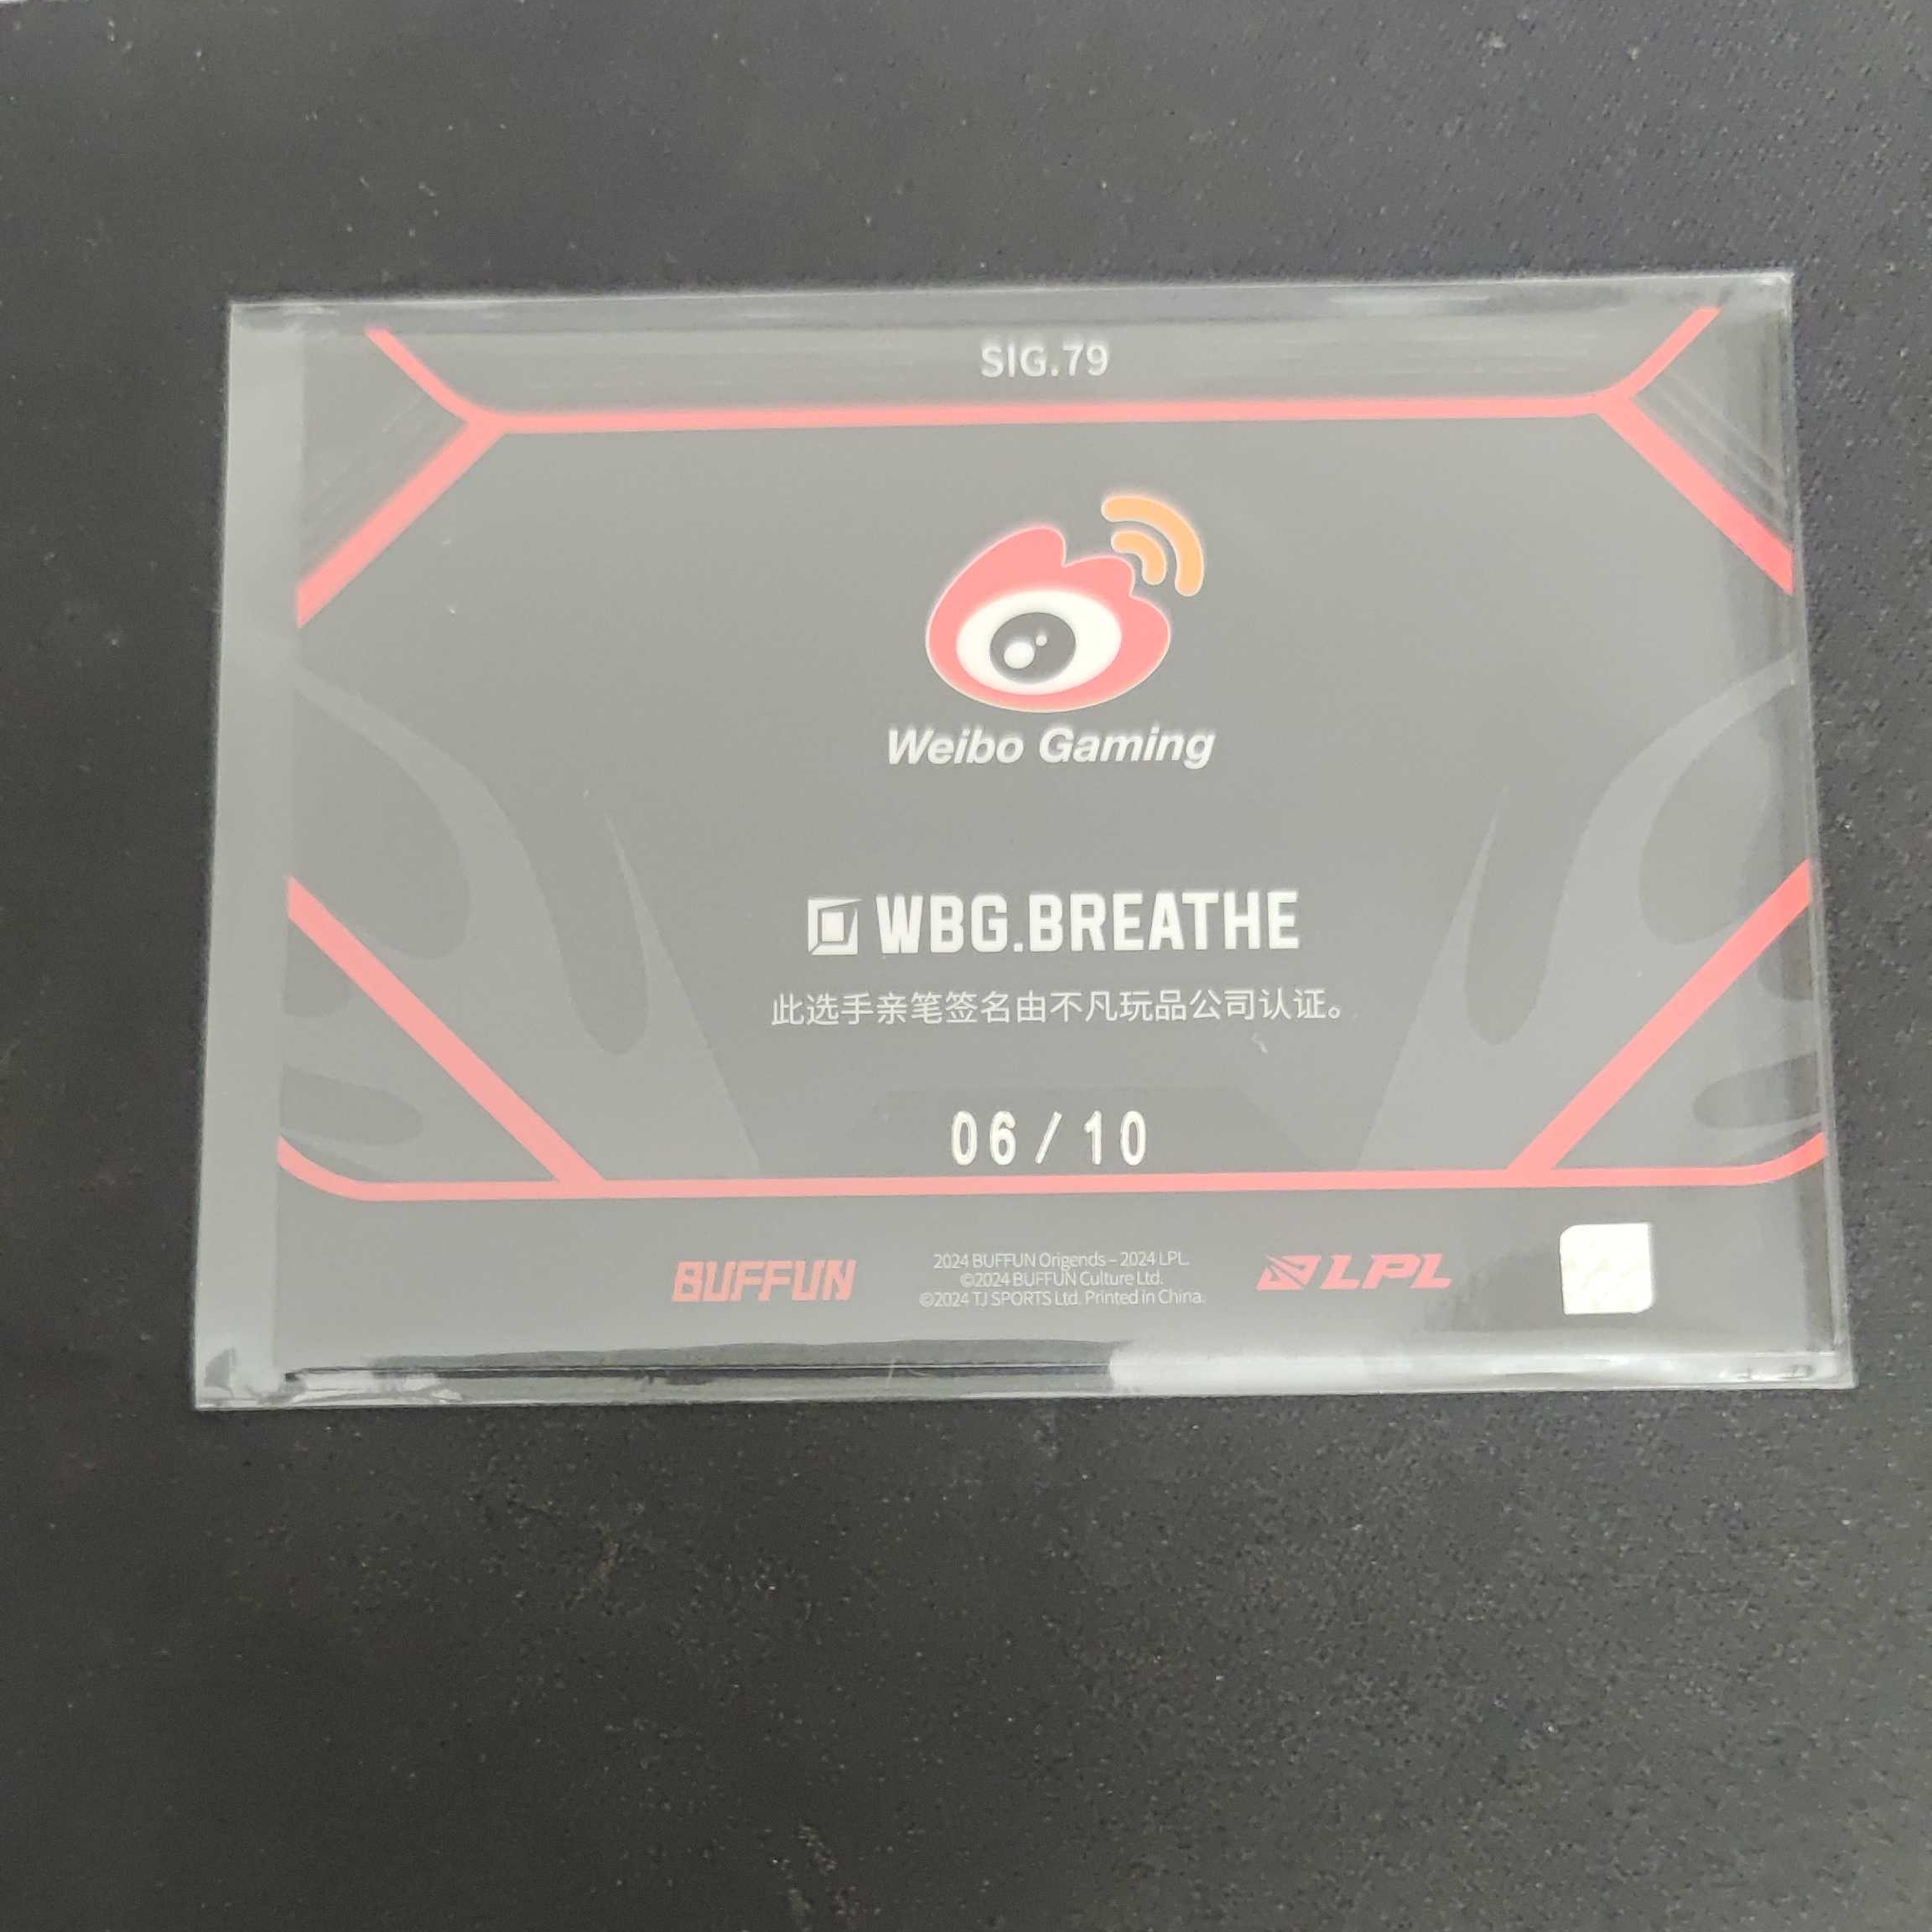 SIG.79
Weibo Gaming
WBG.BREATHE
此选手亲笔签名由不凡玩品公司认证。
06/10
BUFFUN
2024 BUFFUN Origends – 2024 LPL.
©2024 BUFFUN Culture Ltd.
©2024 TJ SPORTS Ltd. Printed in China.
LPL